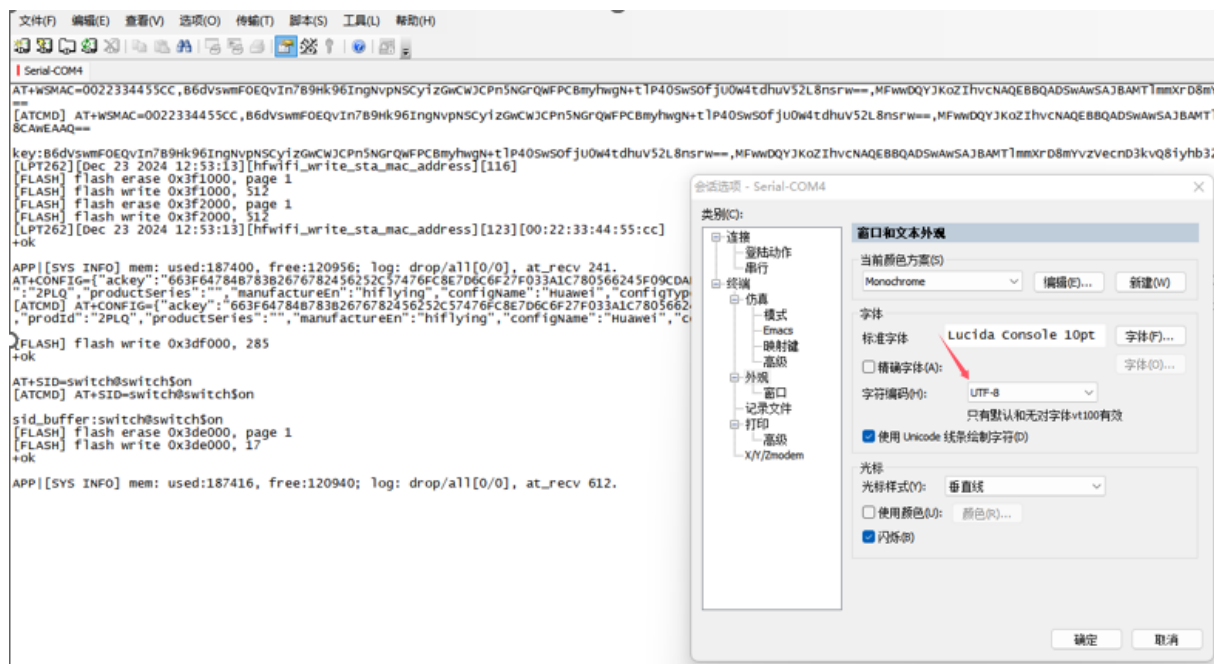 文件(F) 编辑(E) 查看(V) 选项(O) 传输(T) 脚本(S) 工具(L) 帮助(H)
Serial-COM4
AT+WSMAC=0022334455CC,B6dVswmFOEQvIn7B9Hk96IngNvpNSCyizGwCWJCPn5NGrQWFPCBmyhwgN+tlP4OSwSOfjU0W4tdhuV52L8nsrw==,MFwwDQYJKoZIhvcNAQEBBQADSwAwSAJBAMTlmmXrD8mY
==
[ATCMD] AT+WSMAC=0022334455CC,B6dVswmFOEQvIn7B9Hk96IngNvpNSCyizGwCWJCPn5NGrQWFPCBmyhwgN+tlP4OSwSOfjU0W4tdhuV52L8nsrw==,MFwwDQYJKoZIhvcNAQEBBQADSwAwSAJBAMTl
8CAwEAAQ==
key:B6dVswmFOEQvIn7B9Hk96IngNvpNSCyizGwCWJCPn5NGrQWFPCBmyhwgN+tlP4OSwSOfjU0W4tdhuV52L8nsrw==,MFwwDQYJKoZIhvcNAQEBBQADSwAwSAJBAMTlmmXrD8mYvzVecnD3kvQ8iyhb32
[LPT262][Dec 23 2024 12:53:13][hfwifi_write_sta_mac_address][116]
[FLASH] flash erase 0x3f1000, page 1
[FLASH] flash write 0x3f1000, 512
[FLASH] flash erase 0x3f2000, page 1
[FLASH] flash write 0x3f2000, 512
[LPT262][Dec 23 2024 12:53:13][hfwifi_write_sta_mac_address][123][00:22:33:44:55:cc]
+ok
APP|[SYS INFO] mem: used:187400, free:120956; log: drop/all[0/0], at_recv 241.
AT+CONFIG={"ackey":"663F64784B783B2676782456252C57476FC8E7D6C6F27F033A1C780566245F09CDA
":"2PLQ","productSeries":"","manufactureEn":"hiflying","configName":"Huawei","configTyp
[ATCMD] AT+CONFIG={"ackey":"663F64784B783B2676782456252C57476FC8E7D6C6F27F033A1C7805662
,"prodId":"2PLQ","productSeries":"","manufactureEn":"hiflying","configName":"Huawei","c
[FLASH] flash write 0x3df000, 285
+ok
AT+SID=switch@switch$on
[ATCMD] AT+SID=switch@switch$on
sid_buffer:switch@switch$on
[FLASH] flash erase 0x3de000, page 1
[FLASH] flash write 0x3de000, 17
+ok
APP|[SYS INFO] mem: used:187416, free:120940; log: drop/all[0/0], at_recv 612.
会话选项 - Serial-COM4
类别(C):
连接
登陆动作
串行
终端
仿真
模式
Emacs
映射键
高级
外观
窗口
记录文件
打印
高级
X/Y/Zmodem
窗口和文本外观
当前颜色方案(S)
Monochrome 编辑(E)... 新建(W)
字体
标准字体 Lucida Console 10pt 字体(F)...
精确字体(A): 字体(O)...
字符编码(H): UTF-8
只有默认和无对字体vt100有效
使用 Unicode 线条绘制字符(D)
光标
光标样式(Y): 垂直线
使用颜色(U): 颜色(R)...
闪烁(B)
确定 取消